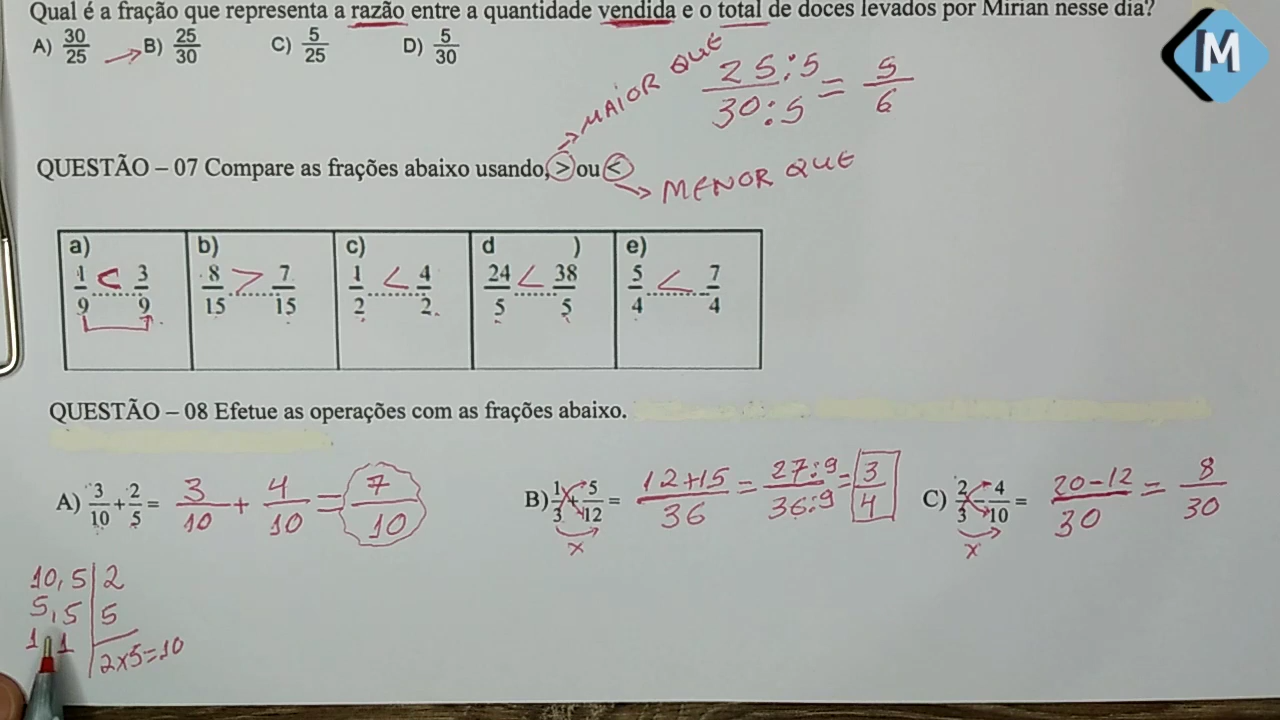 Qual é a fração que representa a razão entre a quantidade vendida e o total de doces levados por Mirian nesse dia?
A) 30/25 B) 25/30 C) 5/25 D) 5/30
25:5/30:5 = 5/6
MAIOR QUE
QUESTÃO – 07 Compare as frações abaixo usando, > ou <
MENOR QUE
a) b) c) d ) e)
1/9 < 3/9 8/15 > 7/15 1/2 < 4/2 24/5 < 38/5 5/4 < 7/4
QUESTÃO – 08 Efetue as operações com as frações abaixo.
A) 3/10 + 2/5 = 3/10 + 4/10 = 7/10
B) 1/3 + 5/12 = 12+15/36 = 27:9/36:9 = 3/4
x
C) 2/3 - 4/10 = 20-12/30 = 8/30
x
10, 5 | 2
5, 5 | 5
1, 1 | 2x5=10
M